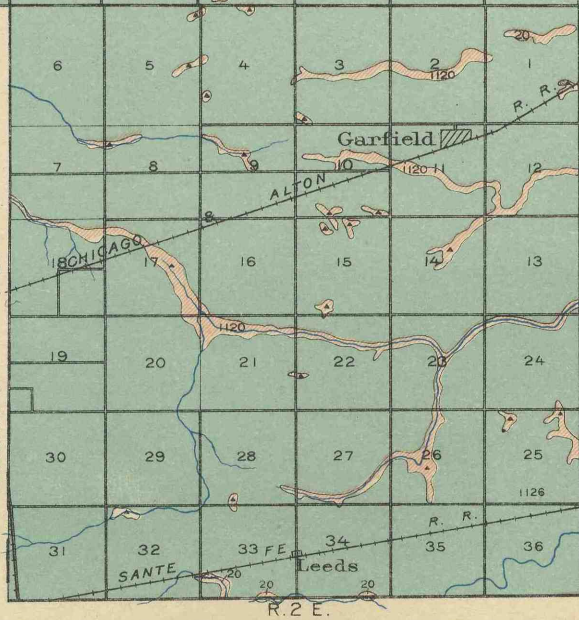 20
6 5 4 3 2 1
1120
R. R.
Garfield
7 8 9 10 1120 11 12
ALTON
8
CHICAGO
18 17 16 15 14 13
1120
19 20 21 22 23 24
30 29 28 27 26 25
1126
31 32 33 34 35 36
SANTE FE R. R.
Leeds
20 20 20
R. 2 E.